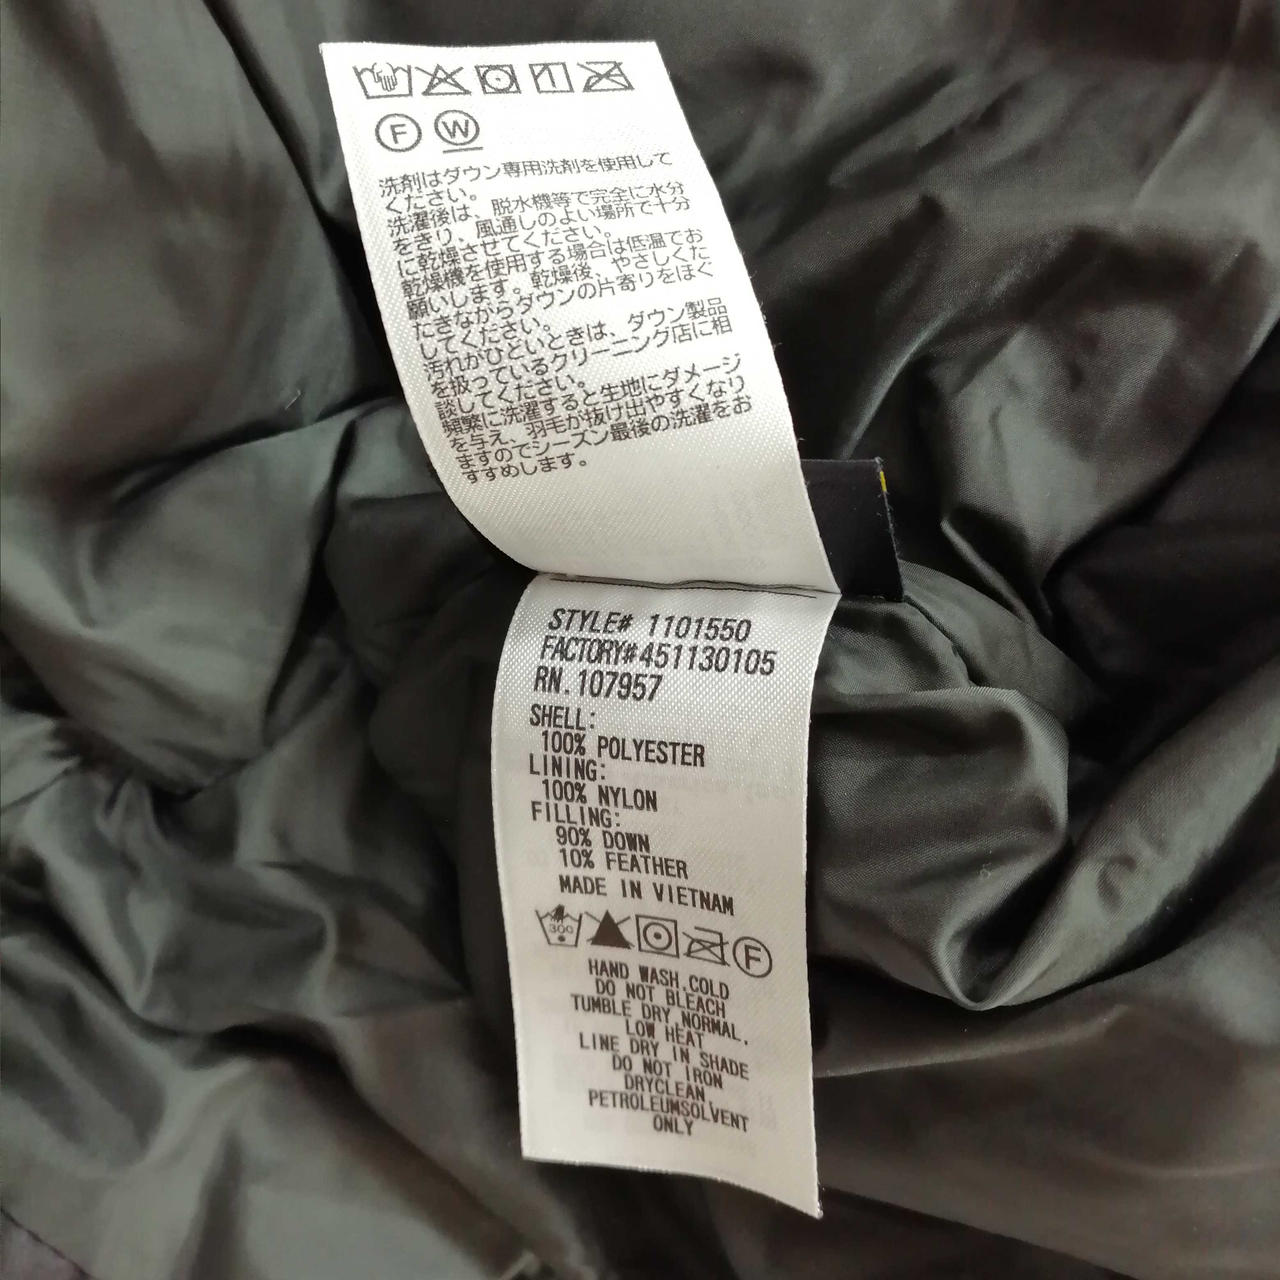 F W
洗剤はダウン専用洗剤を使用して
ください。
洗濯後は、脱水機等で完全に水分
をきり、風通しのよい場所で十分
に乾燥させてください。
乾燥機を使用する場合は低温でお
願いします。乾燥後、やさしくた
たきながらダウンの片寄りをほぐ
してください。
汚れがひどいときは、ダウン製品
を扱っているクリーニング店に相
談してください。
頻繁に洗濯すると生地にダメージ
を与え、羽毛が抜け出やすくなり
ますのでシーズン最後の洗濯をお
すすめします。
STYLE# 1101550
FACTORY#451130105
RN.107957
SHELL:
100% POLYESTER
LINING:
100% NYLON
FILLING:
90% DOWN
10% FEATHER
MADE IN VIETNAM
300 F
HAND WASH,COLD
DO NOT BLEACH
TUMBLE DRY NORMAL,
LOW HEAT
LINE DRY IN SHADE
DO NOT IRON
DRYCLEAN,
PETROLEUMSOLVENT
ONLY